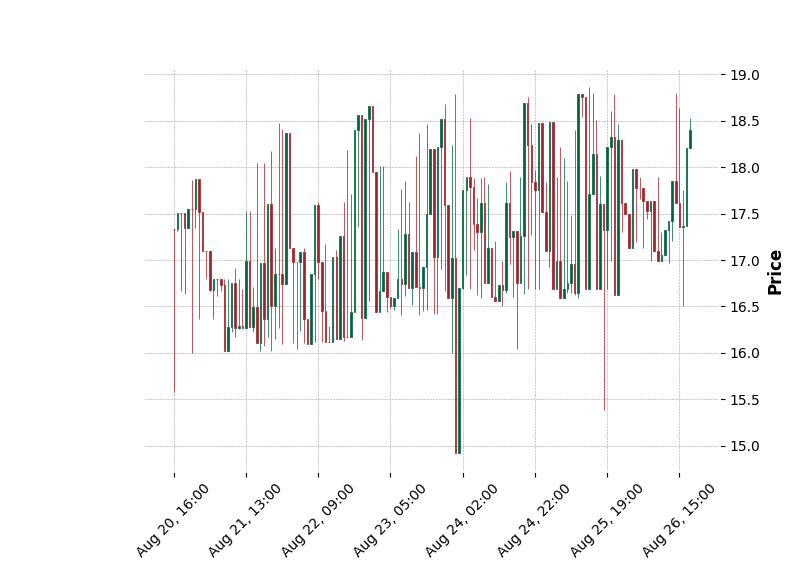 19.0
18.5
18.0
17.5
17.0
16.5
16.0
15.5
15.0
Price
Aug 20, 16:00
Aug 21, 13:00
Aug 22, 09:00
Aug 23, 05:00
Aug 24, 02:00
Aug 24, 22:00
Aug 25, 19:00
Aug 26, 15:00